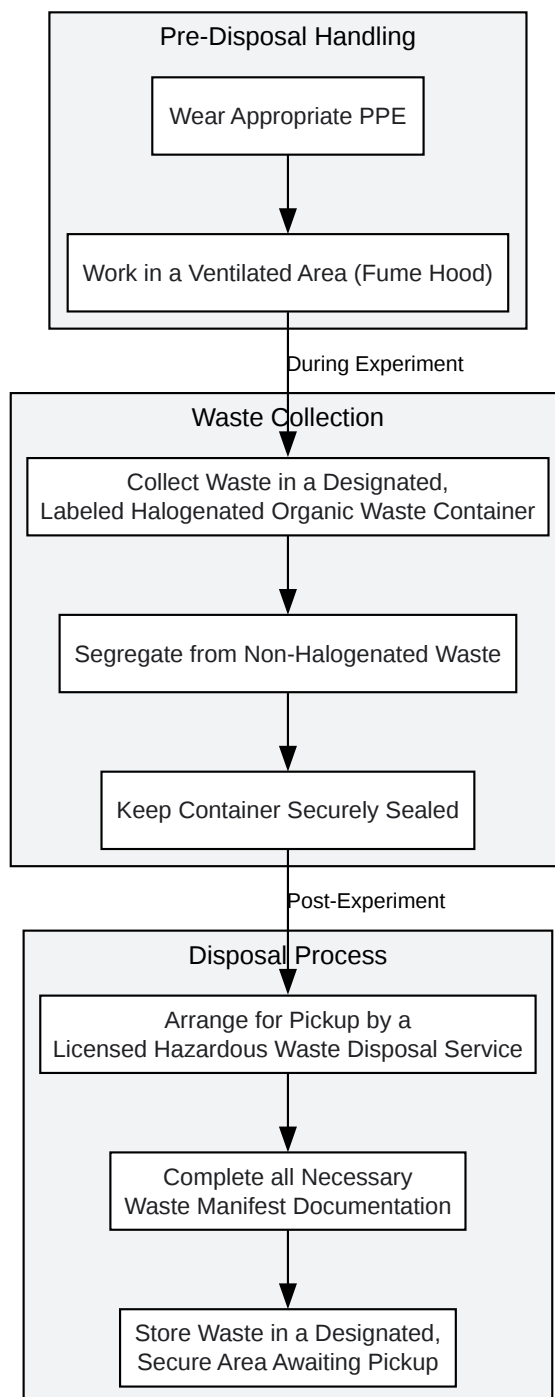 Pre-Disposal Handling
Wear Appropriate PPE
Work in a Ventilated Area (Fume Hood)
During Experiment
Waste Collection
Collect Waste in a Designated,
Labeled Halogenated Organic Waste Container
Segregate from Non-Halogenated Waste
Keep Container Securely Sealed
Post-Experiment
Disposal Process
Arrange for Pickup by a
Licensed Hazardous Waste Disposal Service
Complete all Necessary
Waste Manifest Documentation
Store Waste in a Designated,
Secure Area Awaiting Pickup